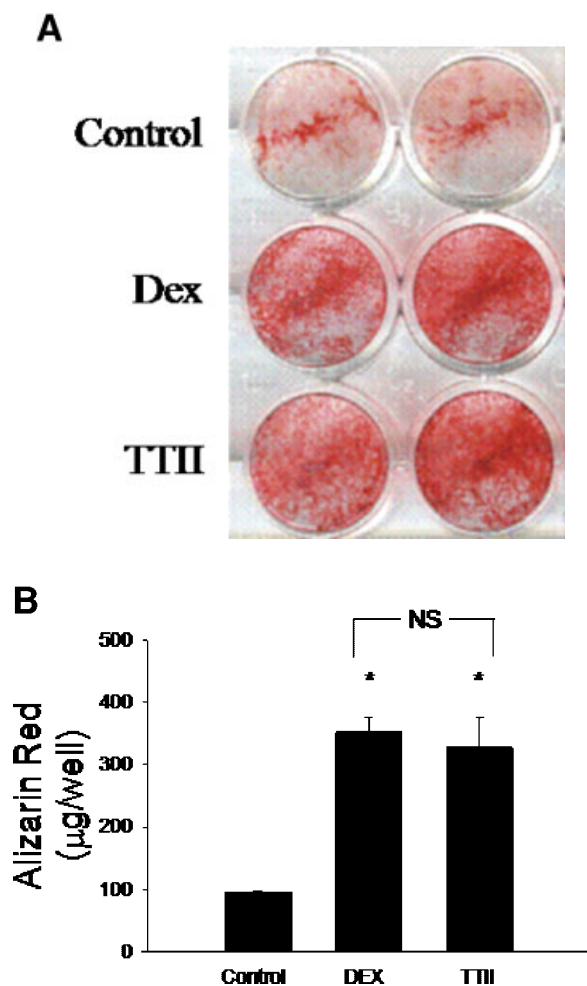 A
Control
Dex
TTII
B
NS
* *
500
400
300
200
100
0
Alizarin Red
(µg/well)
Control DEX TTII